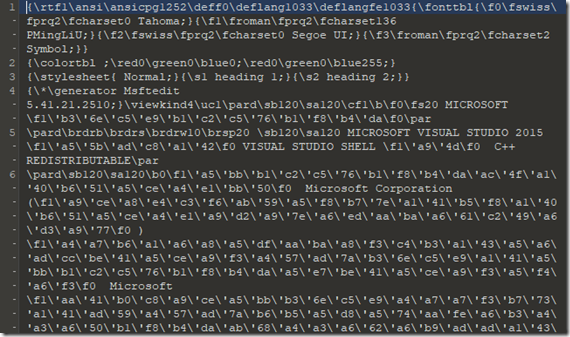 1 {\rtf1\ansi\ansicpg1252\deff0\deflang1033\deflangfe1033{\fonttbl{\f0\fswiss\
- fprq2\fcharset0 Tahoma;}{\f1\froman\fprq2\fcharset136
- PMingLiU;}{\f2\fswiss\fprq2\fcharset0 Segoe UI;}{\f3\froman\fprq2\fcharset2
- Symbol;}}
2 {\colortbl ;\red0\green0\blue0;\red0\green0\blue255;}
3 {\stylesheet{ Normal;}{\s1 heading 1;}{\s2 heading 2;}}
4 {\*\generator Msftedit
- 5.41.21.2510;}\viewkind4\uc1\pard\sb120\sa120\cf1\b\f0\fs20 MICROSOFT
- \f1\'b3\'6e\'c5\'e9\'b1\'c2\'c5\'76\'b1\'f8\'b4\'da\f0\par
5 \pard\brdrb\brdrs\brdrw10\brsp20 \sb120\sa120 MICROSOFT VISUAL STUDIO 2015
- \f1\'a5\'5b\'ad\'c8\'a1\'42\f0 VISUAL STUDIO SHELL \f1\'a9\'4d\f0  C++
- REDISTRIBUTABLE\par
6 \pard\sb120\sa120\b0\f1\'a5\'bb\'b1\'c2\'c5\'76\'b1\'f8\'b4\'da\'ac\'4f\'a1\
- '40\'b6\'51\'a5\'ce\'a4\'e1\'bb\'50\f0  Microsoft Corporation
- (\f1\'a9\'ce\'a8\'e4\'c3\'f6\'ab\'59\'a5\'f8\'b7\'7e\'a1\'41\'b5\'f8\'a1\'40
- \'b6\'51\'a5\'ce\'a4\'e1\'a9\'d2\'a9\'7e\'a6\'ed\'aa\'ba\'a6\'61\'c2\'49\'a6
- \'d3\'a9\'77\f0 )
- \f1\'a4\'a7\'b6\'a1\'a6\'a8\'a5\'df\'aa\'ba\'a8\'f3\'c4\'b3\'a1\'43\'a5\'a6\
- 'ad\'cc\'be\'41\'a5\'ce\'a9\'f3\'a4\'57\'ad\'7a\'b3\'6e\'c5\'e9\'a1\'41\'a5\
- 'bb\'b1\'c2\'c5\'76\'b1\'f8\'b4\'da\'a5\'e7\'be\'41\'a5\'ce\'a9\'f3\'a5\'f4\
- 'a6\'f3\f0  Microsoft
- \f1\'aa\'41\'b0\'c8\'a9\'ce\'a5\'bb\'b3\'6e\'c5\'e9\'a4\'a7\'a7\'f3\'b7\'73\
- 'a1\'41\'ad\'59\'a4\'57\'ad\'7a\'b6\'b5\'a5\'d8\'a5\'74\'aa\'fe\'a6\'b3\'a4\
- 'a3\'a6\'50\'b1\'f8\'b4\'da\'ab\'68\'a4\'a3\'a6\'62\'a6\'b9\'ad\'ad\'a1\'43\